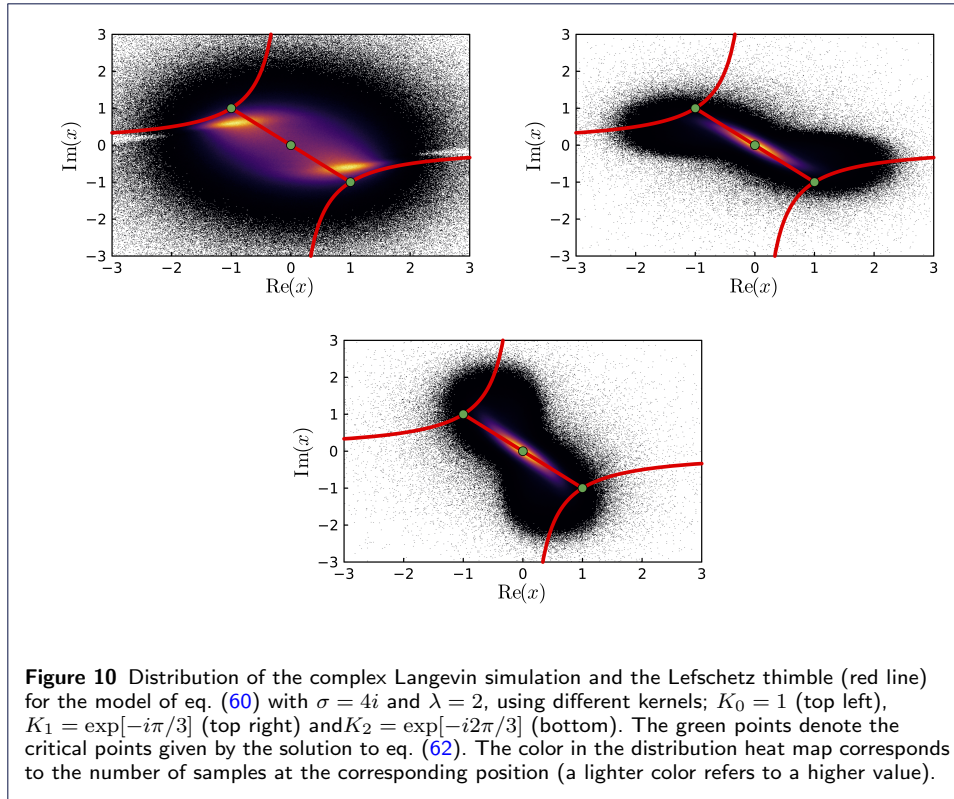 3
2
1
0
−1
−2
−3
−3 −2 −1 0 1 2 3
Im(x)
Re(x)
3
2
1
0
−1
−2
−3
−3 −2 −1 0 1 2 3
Im(x)
Re(x)
3
2
1
0
−1
−2
−3
−3 −2 −1 0 1 2 3
Im(x)
Re(x)
Figure 10 Distribution of the complex Langevin simulation and the Lefschetz thimble (red line)
for the model of eq. (60) with σ = 4i and λ = 2, using different kernels; K₀ = 1 (top left),
K₁ = exp[−iπ/3] (top right) andK₂ = exp[−i2π/3] (bottom). The green points denote the
critical points given by the solution to eq. (62). The color in the distribution heat map corresponds
to the number of samples at the corresponding position (a lighter color refers to a higher value).